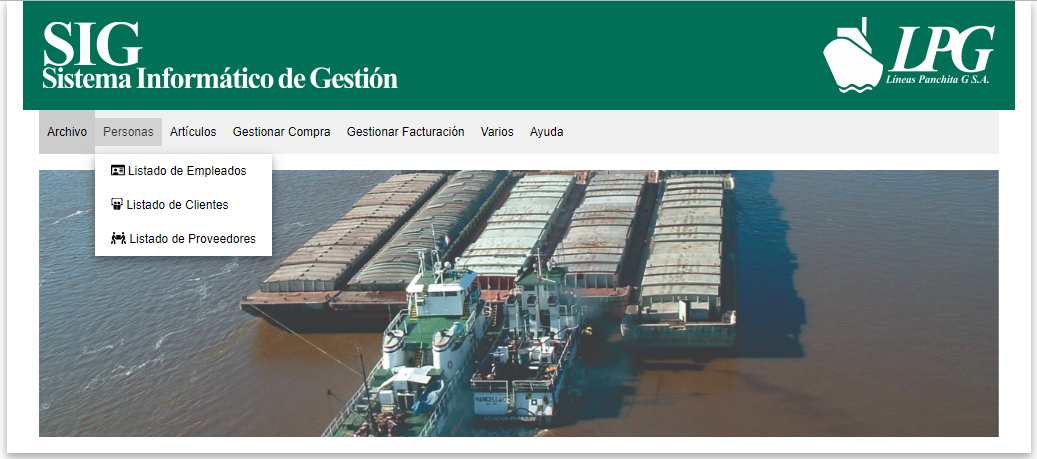 SIG
Sistema Informático de Gestión
LPG
Líneas Panchita G S.A.
Archivo Personas Artículos Gestionar Compra Gestionar Facturación Varios Ayuda
Listado de Empleados
Listado de Clientes
Listado de Proveedores
MARICELLA